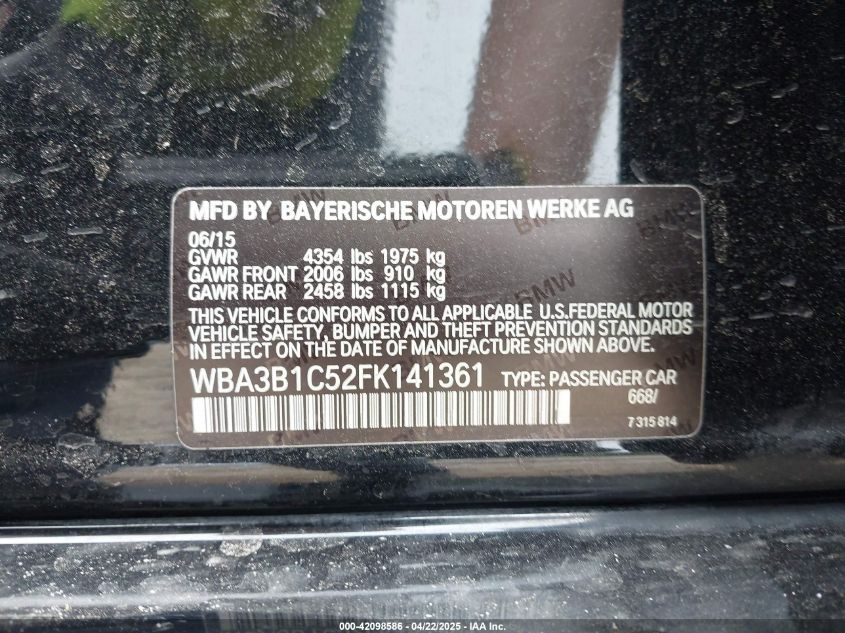 MFD BY BAYERISCHE MOTOREN WERKE AG
06/15
GVWR 4354 lbs 1975 kg
GAWR FRONT 2006 lbs 910 kg
GAWR REAR 2458 lbs 1115 kg
THIS VEHICLE CONFORMS TO ALL APPLICABLE U.S.FEDERAL MOTOR
VEHICLE SAFETY, BUMPER AND THEFT PREVENTION STANDARDS
IN EFFECT ON THE DATE OF MANUFACTURE SHOWN ABOVE.
WBA3B1C52FK141361 TYPE: PASSENGER CAR
668/
7 315 814
000-42098586 - 04/22/2025 - IAA Inc.